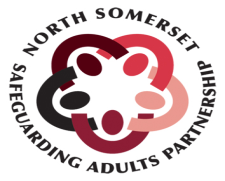 NORTH SOMERSET
SAFEGUARDING ADULTS PARTNERSHIP